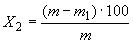 X₂ = (m − m₁) · 100 / m